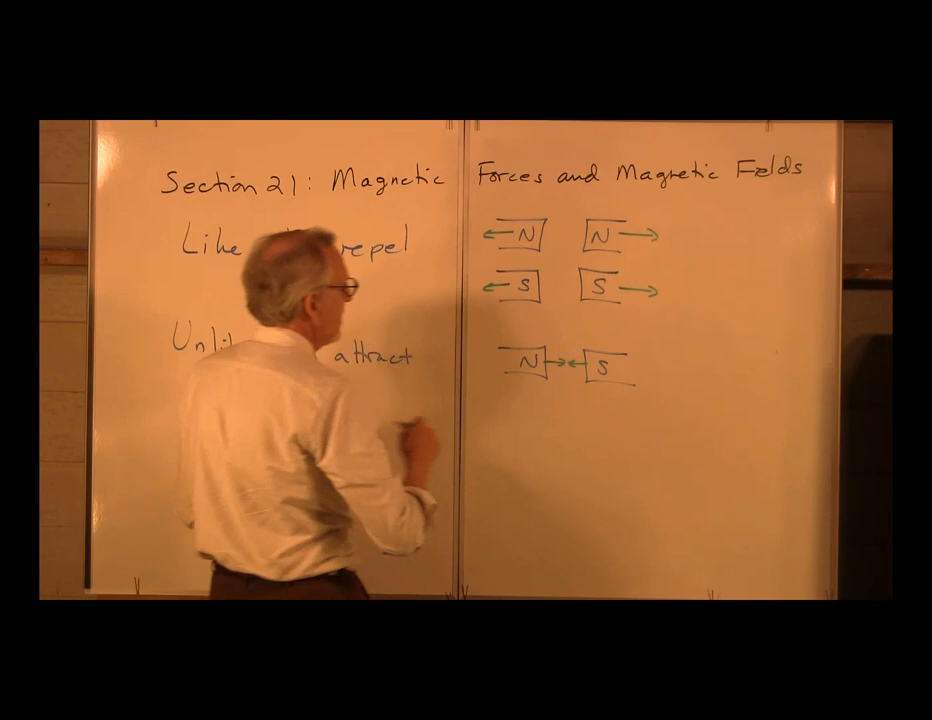 Section 21: Magnetic Forces and Magnetic Fields
Like repel
N N
S S
attract
N S